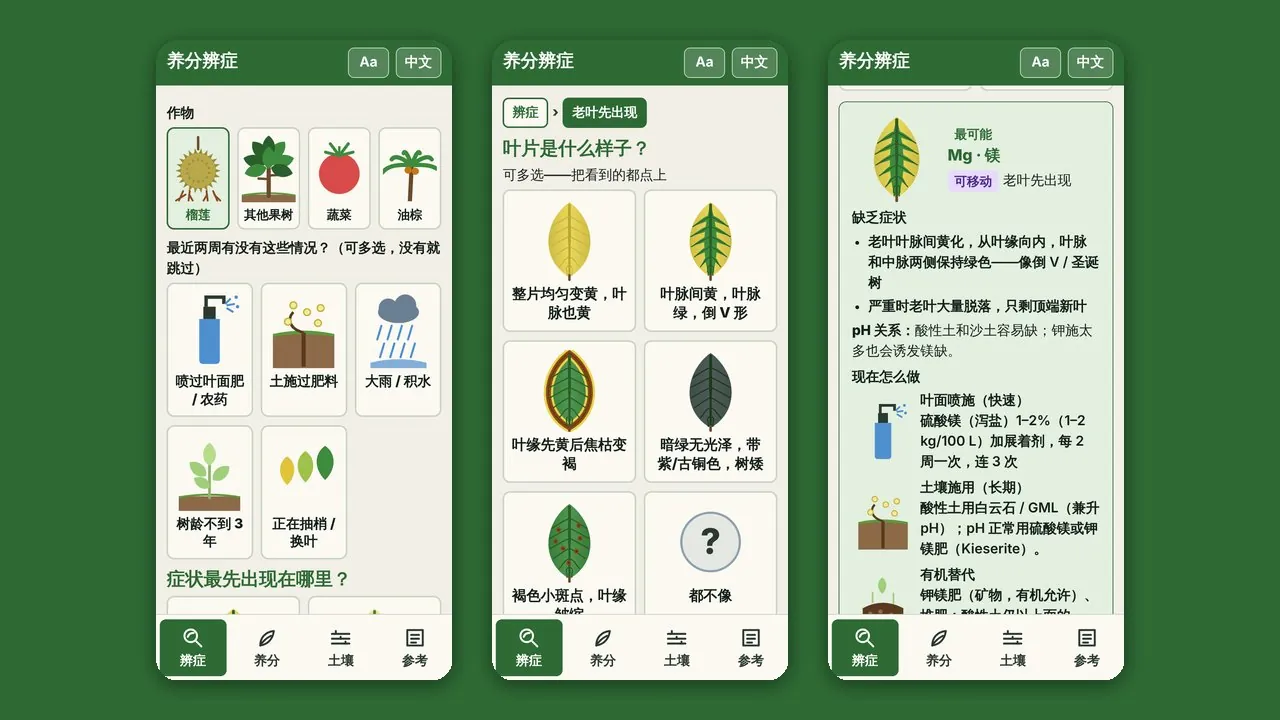 养分辨症
Aa
中文
作物
榴莲
其他果树
蔬菜
油棕
最近两周有没有这些情况？（可多选，没有就
跳过）
喷过叶面肥
/ 农药
土施过肥料
大雨 / 积水
树龄不到 3
年
正在抽梢 /
换叶
症状最先出现在哪里？
辨症
养分
土壤
参考
养分辨症
Aa
中文
辨症
›
老叶先出现
叶片是什么样子？
可多选——把看到的都点上
整片均匀变黄，叶
脉也黄
叶脉间黄，叶脉
绿，倒 V 形
叶缘先黄后焦枯变
褐
暗绿无光泽，带
紫/古铜色，树矮
褐色小斑点，叶缘
?
都不像
辨症
养分
土壤
参考
养分辨症
Aa
中文
最可能
Mg · 镁
可移动 老叶先出现
缺乏症状
• 老叶叶脉间黄化，从叶缘向内，叶脉
和中脉两侧保持绿色——像倒 V / 圣诞
树
• 严重时老叶大量脱落，只剩顶端新叶
pH 关系：酸性土和沙土容易缺；钾施太
多也会诱发镁缺。
现在怎么做
叶面喷施（快速）
硫酸镁（泻盐）1–2%（1–2
kg/100 L）加展着剂，每 2
周一次，连 3 次
土壤施用（长期）
酸性土用白云石 / GML（兼升
pH）；pH 正常用硫酸镁或钾
镁肥（Kieserite）。
有机替代
钾镁肥（矿物，有机允许）、
辨症
养分
土壤
参考